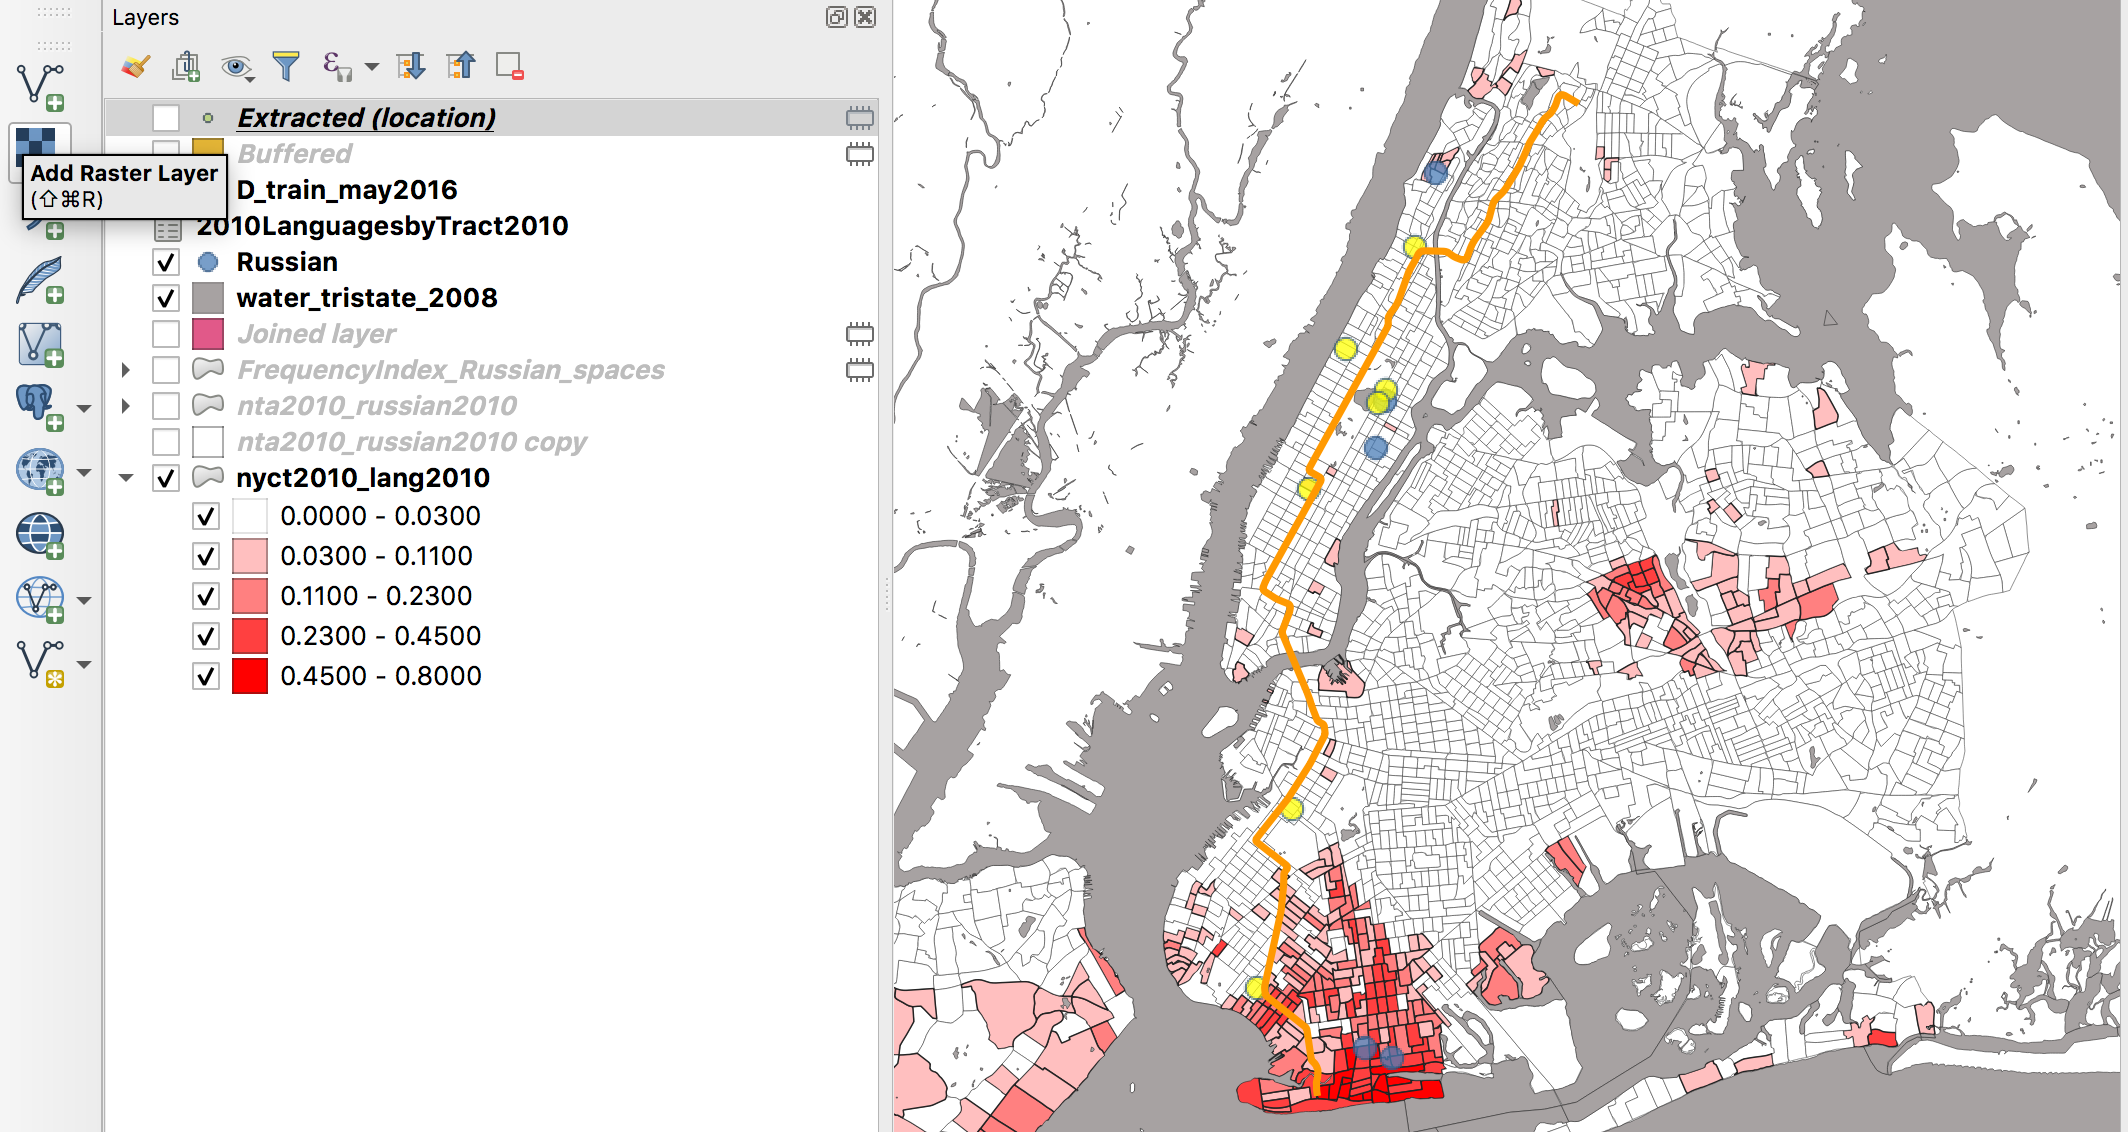 Layers
Extracted (location)
Buffered
Add Raster Layer
(⇧⌘R)
D_train_may2016
2010LanguagesbyTract2010
Russian
water_tristate_2008
Joined layer
FrequencyIndex_Russian_spaces
nta2010_russian2010
nta2010_russian2010 copy
nyct2010_lang2010
0.0000 - 0.0300
0.0300 - 0.1100
0.1100 - 0.2300
0.2300 - 0.4500
0.4500 - 0.8000